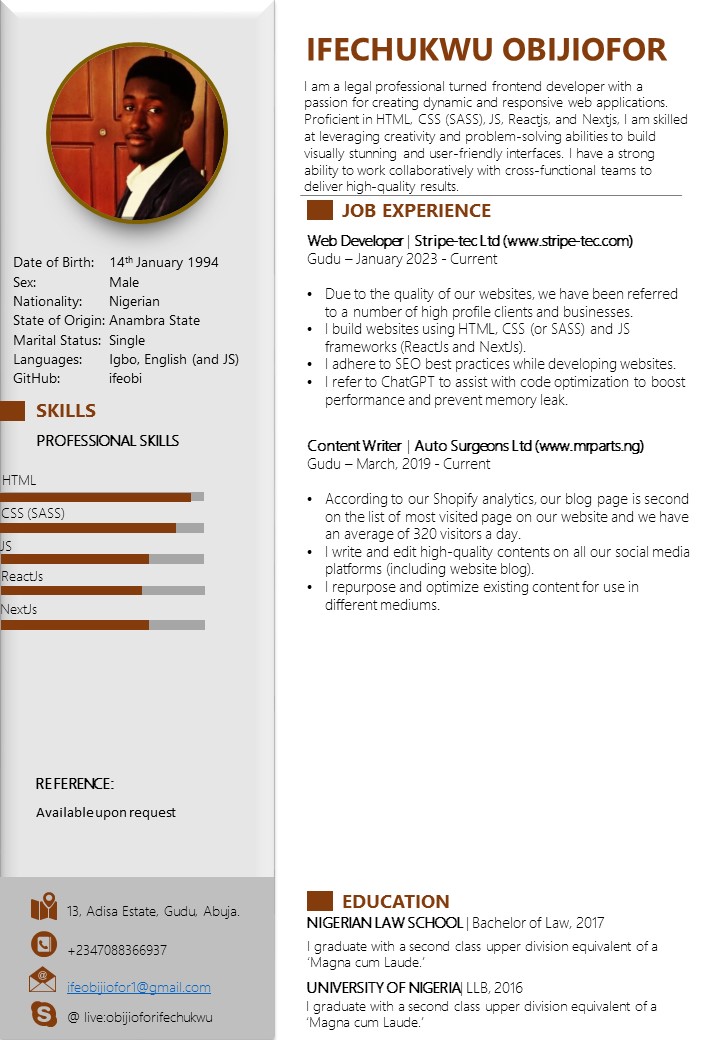 IFECHUKWU OBIJIOFOR
I am a legal professional turned frontend developer with a
passion for creating dynamic and responsive web applications.
Proficient in HTML, CSS (SASS), JS, Reactjs, and Nextjs, I am skilled
at leveraging creativity and problem-solving abilities to build
visually stunning and user-friendly interfaces. I have a strong
ability to work collaboratively with cross-functional teams to
deliver high-quality results.
Date of Birth: 14th January 1994
Sex: Male
Nationality: Nigerian
State of Origin: Anambra State
Marital Status: Single
Languages: Igbo, English (and JS)
GitHub: ifeobi
SKILLS
PROFESSIONAL SKILLS
HTML
CSS (SASS)
JS
ReactJs
NextJs
REFERENCE:
Available upon request
13, Adisa Estate, Gudu, Abuja.
+2347088366937
ifeobijiofor1@gmail.com
@ live:obijioforifechukwu
JOB EXPERIENCE
Web Developer | Stripe-tec Ltd (www.stripe-tec.com)
Gudu – January 2023 - Current
• Due to the quality of our websites, we have been referred
to a number of high profile clients and businesses.
• I build websites using HTML, CSS (or SASS) and JS
frameworks (ReactJs and NextJs).
• I adhere to SEO best practices while developing websites.
• I refer to ChatGPT to assist with code optimization to boost
performance and prevent memory leak.
Content Writer | Auto Surgeons Ltd (www.mrparts.ng)
Gudu – March, 2019 - Current
• According to our Shopify analytics, our blog page is second
on the list of most visited page on our website and we have
an average of 320 visitors a day.
• I write and edit high-quality contents on all our social media
platforms (including website blog).
• I repurpose and optimize existing content for use in
different mediums.
EDUCATION
NIGERIAN LAW SCHOOL | Bachelor of Law, 2017
I graduate with a second class upper division equivalent of a
‘Magna cum Laude.’
UNIVERSITY OF NIGERIA| LLB, 2016
I graduate with a second class upper division equivalent of a
‘Magna cum Laude.’